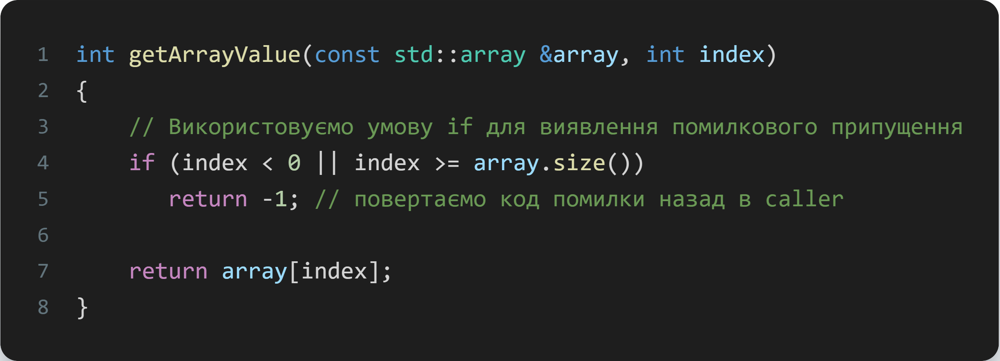 1 int getArrayValue(const std::array &array, int index)
2 {
3     // Використовуємо умову if для виявлення помилкового припущення
4     if (index < 0 || index >= array.size())
5        return -1; // повертаємо код помилки назад в caller
6
7     return array[index];
8 }